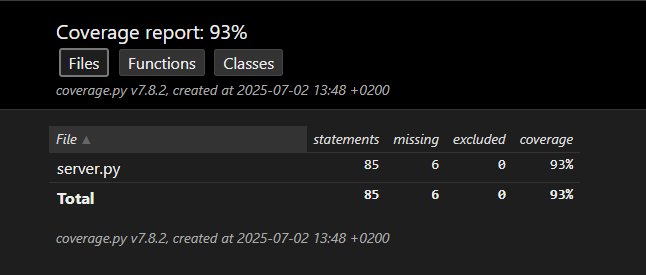 Coverage report: 93%
Files Functions Classes
coverage.py v7.8.2, created at 2025-07-02 13:48 +0200
File ▲ statements missing excluded coverage
server.py 85 6 0 93%
Total 85 6 0 93%
coverage.py v7.8.2, created at 2025-07-02 13:48 +0200